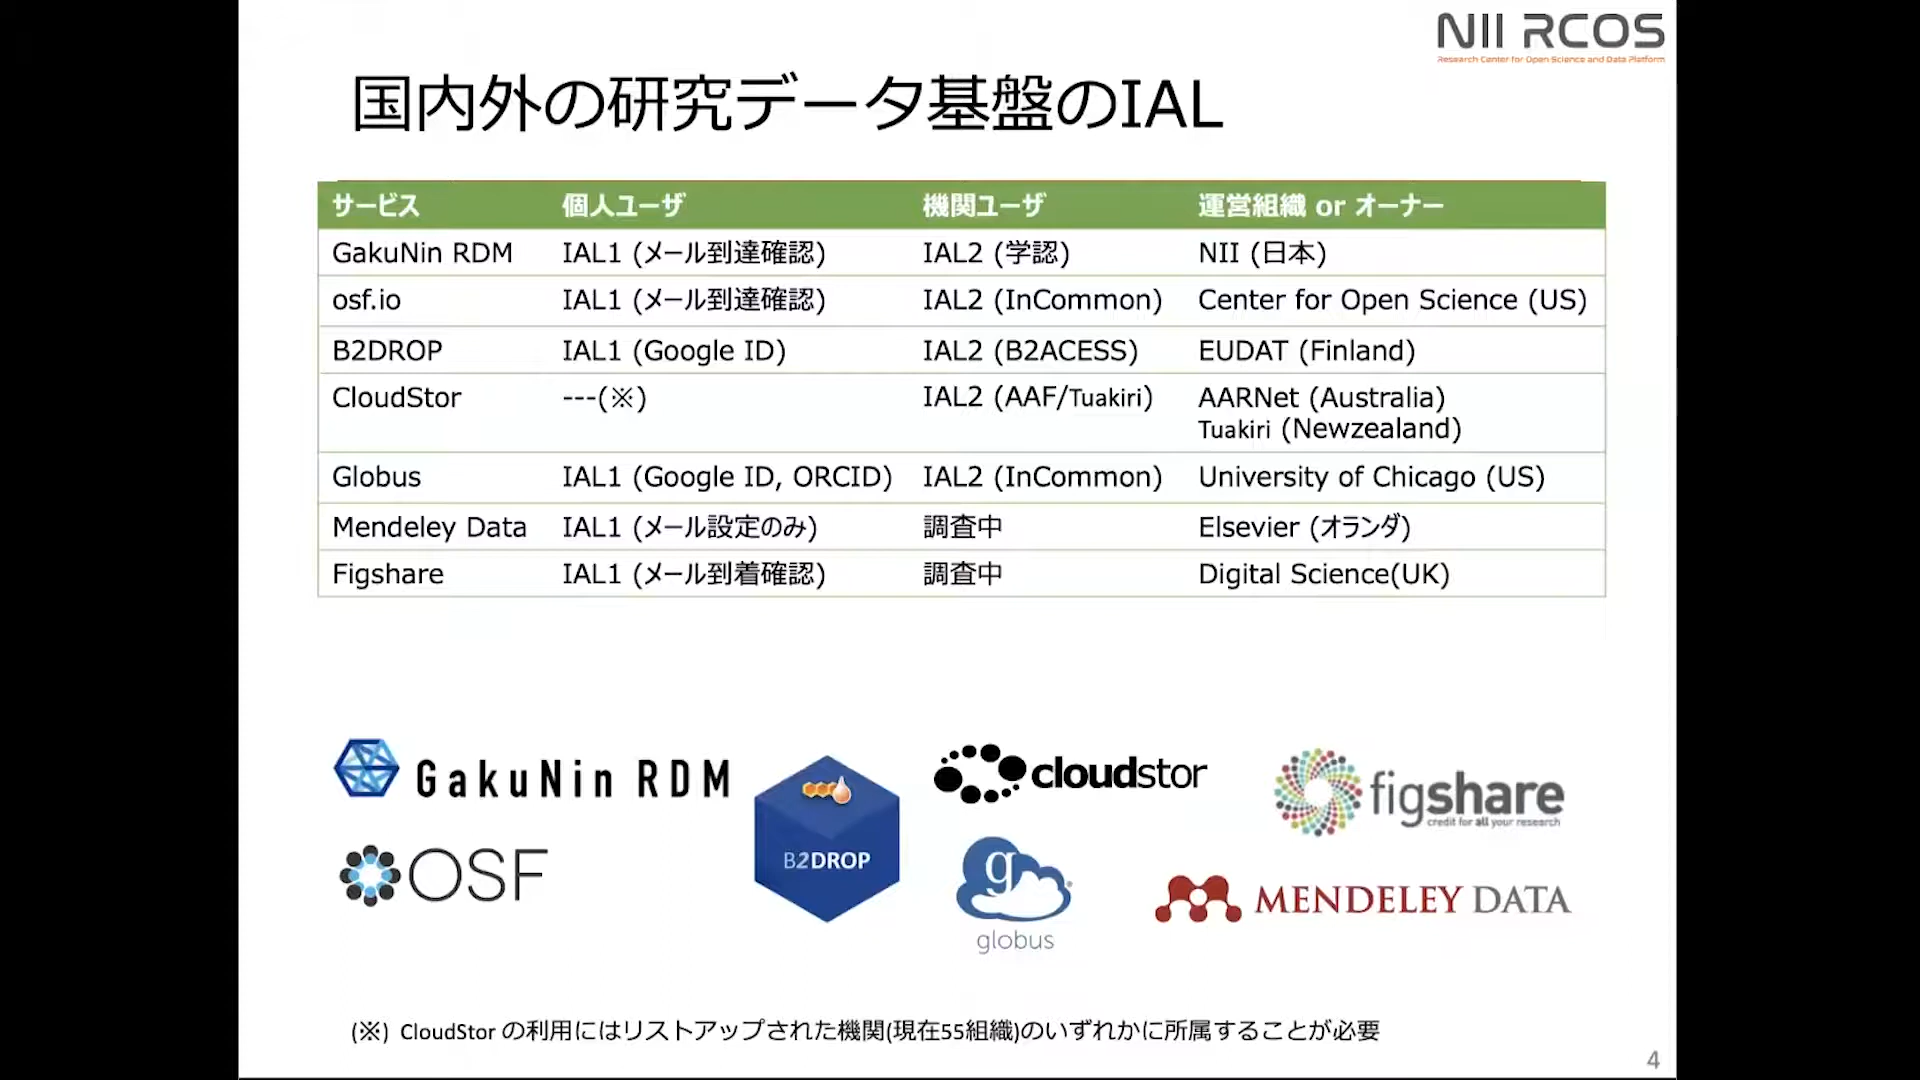 NII RCOS
Research Center for Open Science and Data Platform
国内外の研究データ基盤のIAL
サービス 個人ユーザ 機関ユーザ 運営組織 or オーナー
GakuNin RDM IAL1 (メール到達確認) IAL2 (学認) NII (日本)
osf.io IAL1 (メール到達確認) IAL2 (InCommon) Center for Open Science (US)
B2DROP IAL1 (Google ID) IAL2 (B2ACESS) EUDAT (Finland)
CloudStor ---(※) IAL2 (AAF/Tuakiri) AARNet (Australia)
Tuakiri (Newzealand)
Globus IAL1 (Google ID, ORCID) IAL2 (InCommon) University of Chicago (US)
Mendeley Data IAL1 (メール設定のみ) 調査中 Elsevier (オランダ)
Figshare IAL1 (メール到着確認) 調査中 Digital Science(UK)
GakuNin RDM
B2DROP
cloudstor
figshare
credit for all your research
OSF
g
globus
MENDELEY DATA
(※) CloudStor の利用にはリストアップされた機関(現在55組織)のいずれかに所属することが必要
4